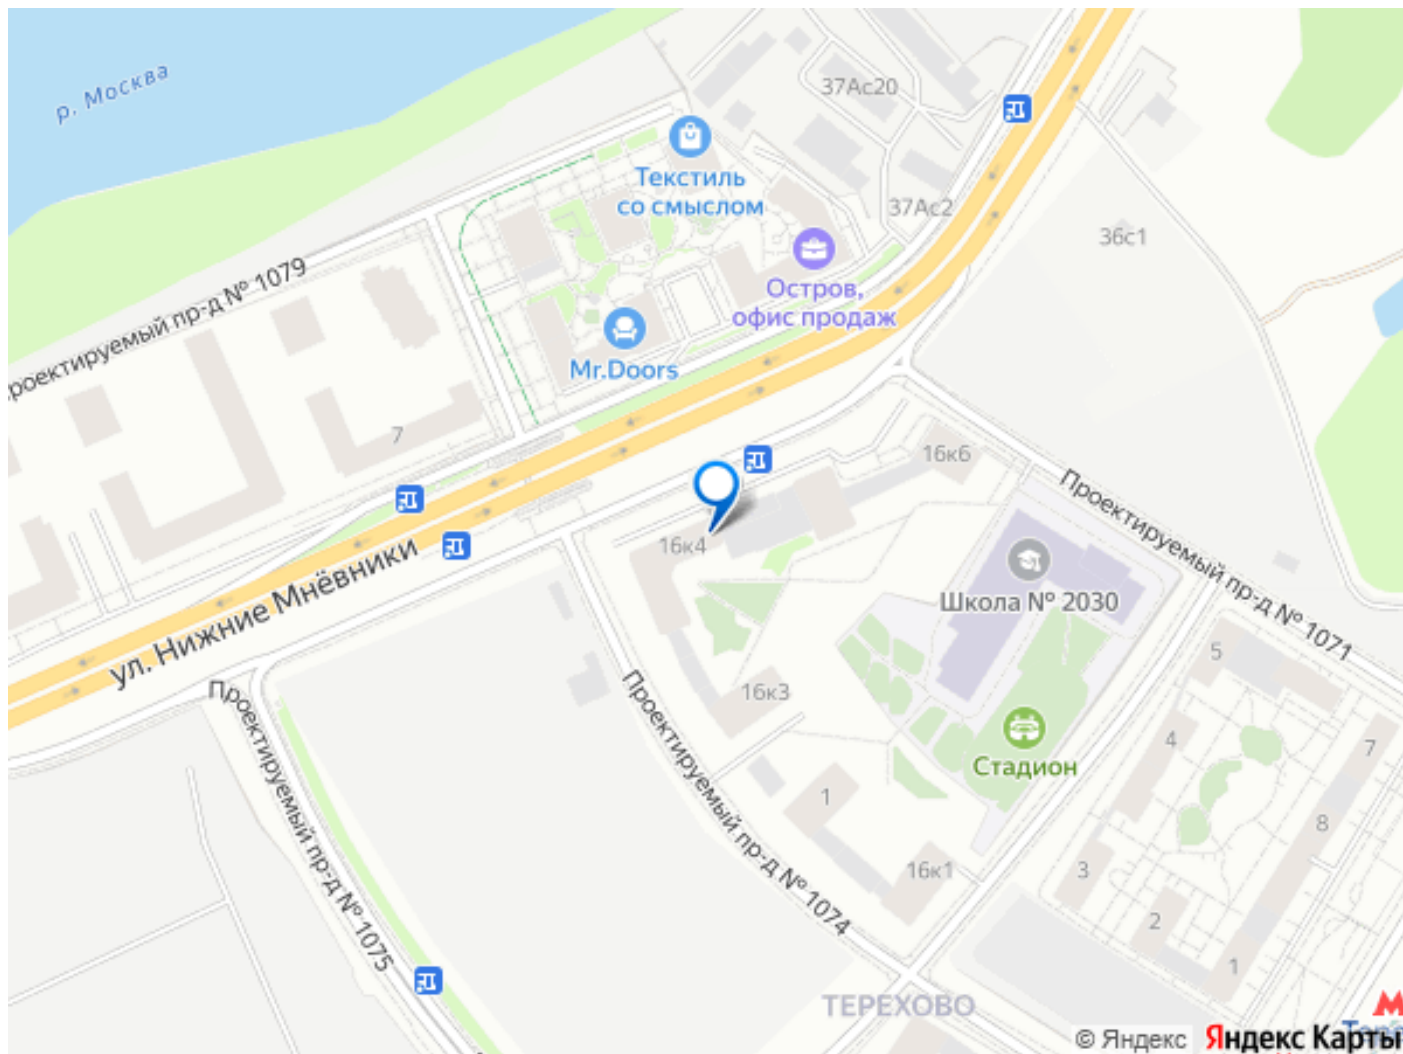 р. Москва
37Ас20
Текстиль
со смыслом
37Ас2
36с1
Остров,
офис продаж
роектируемый пр-д № 1079
Mr.Doors
7
16к6
Проектируемый пр-д № 1071
16к4
ул. Нижние Мнёвники
Школа № 2030
5
16к3
Проектируемый пр-д № 1074
Проектируемый пр-д № 1075
Стадион
4
7
1
8
16к1
3
2
1
ТЕРЕХОВО
© Яндекс
Яндекс Карты